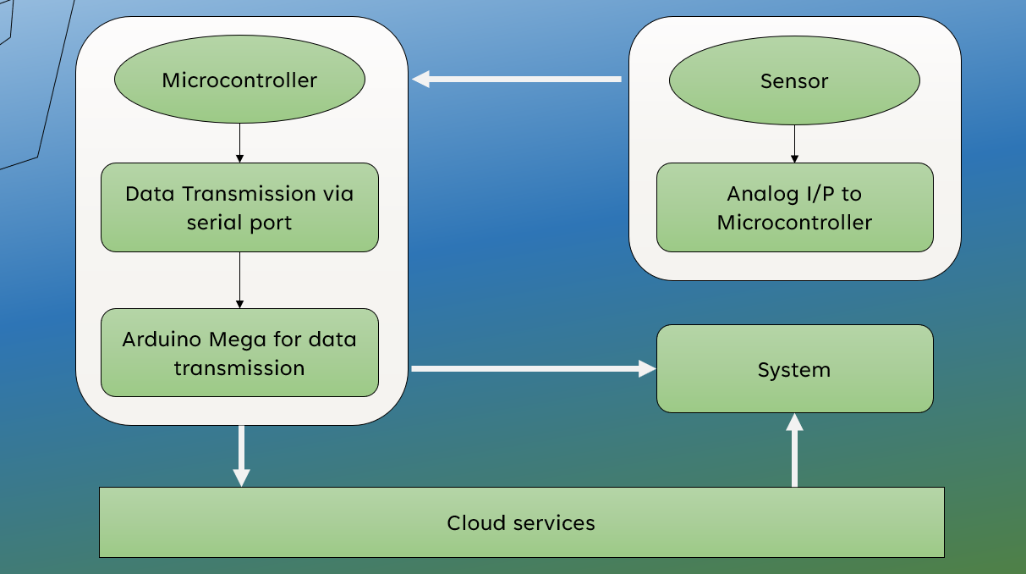 Microcontroller
Data Transmission via
serial port
Arduino Mega for data
transmission
Sensor
Analog I/P to
Microcontroller
System
Cloud services